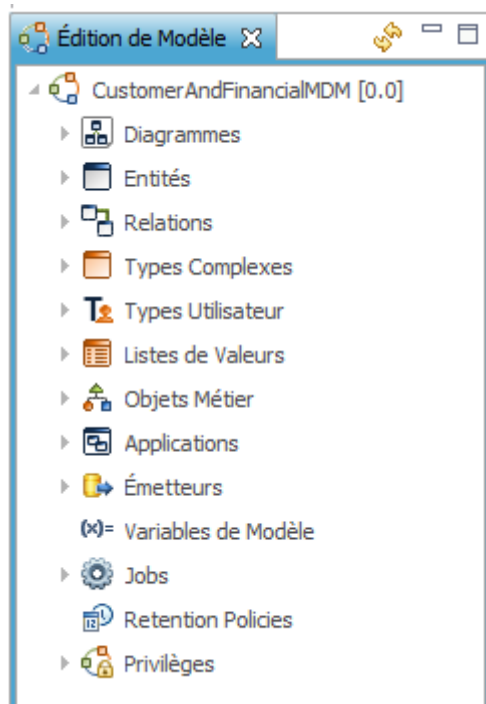 Édition de Modèle
CustomerAndFinancialMDM [0.0]
Diagrammes
Entités
Relations
Types Complexes
Types Utilisateur
Listes de Valeurs
Objets Métier
Applications
Émetteurs
(x)= Variables de Modèle
Jobs
Retention Policies
Privilèges